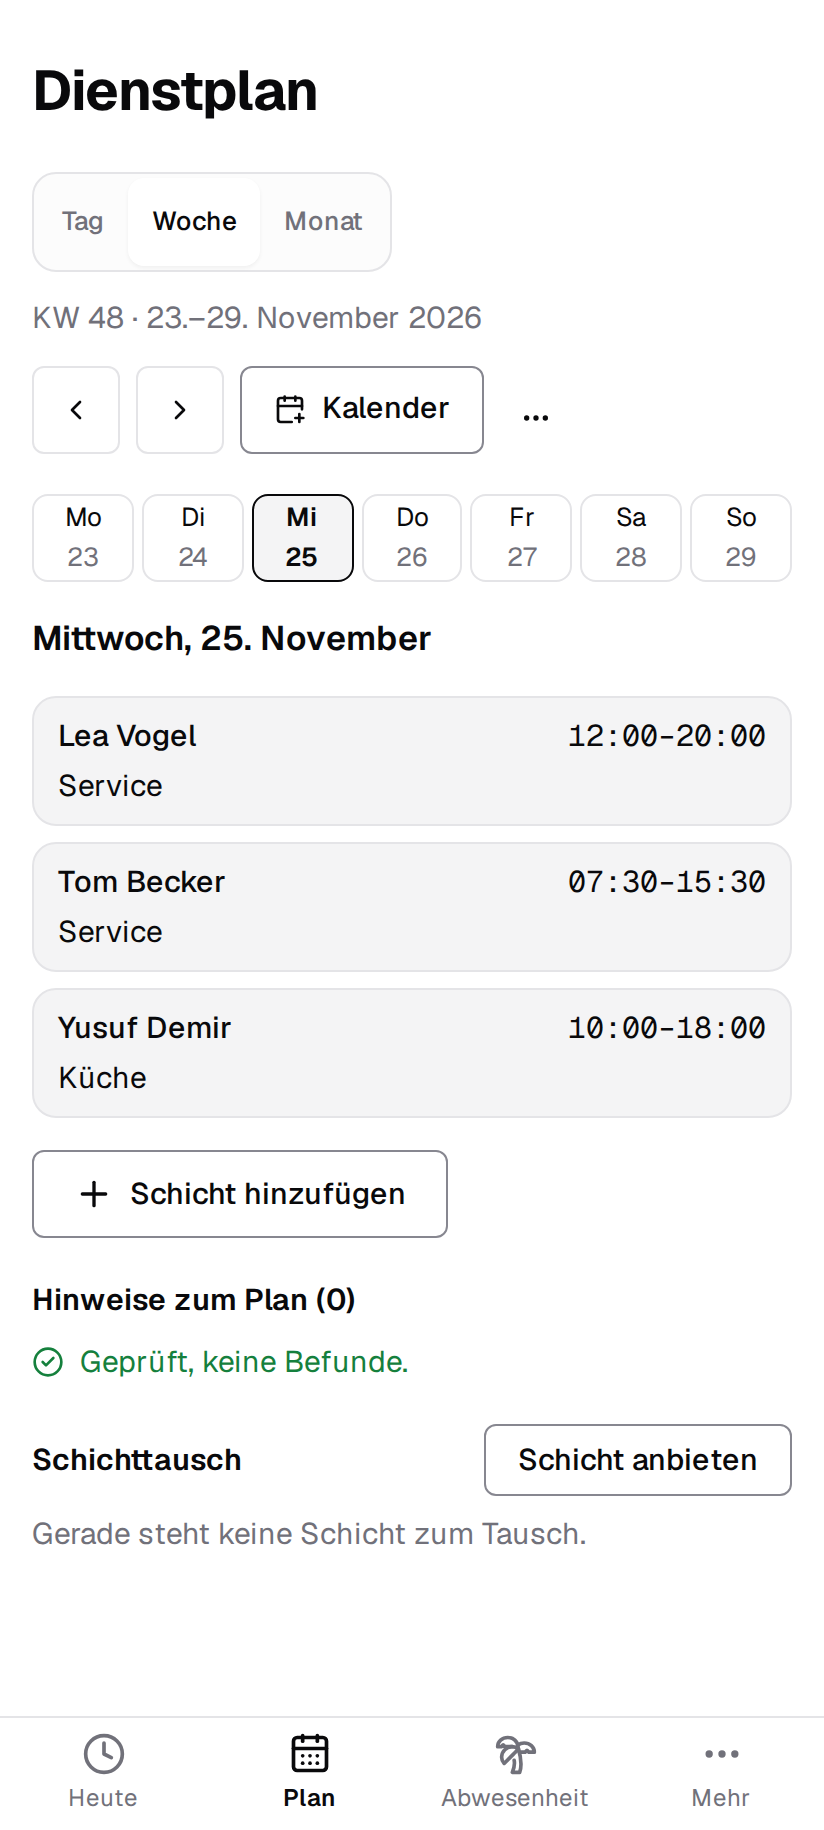 Dienstplan
Tag Woche Monat
KW 48 · 23.–29. November 2026
Kalender ...
Mo Di Mi Do Fr Sa So
23 24 25 26 27 28 29
Mittwoch, 25. November
Lea Vogel 12:00–20:00
Service
Tom Becker 07:30–15:30
Service
Yusuf Demir 10:00–18:00
Küche
Schicht hinzufügen
Hinweise zum Plan (0)
Geprüft, keine Befunde.
Schichttausch Schicht anbieten
Gerade steht keine Schicht zum Tausch.
Heute Plan Abwesenheit Mehr